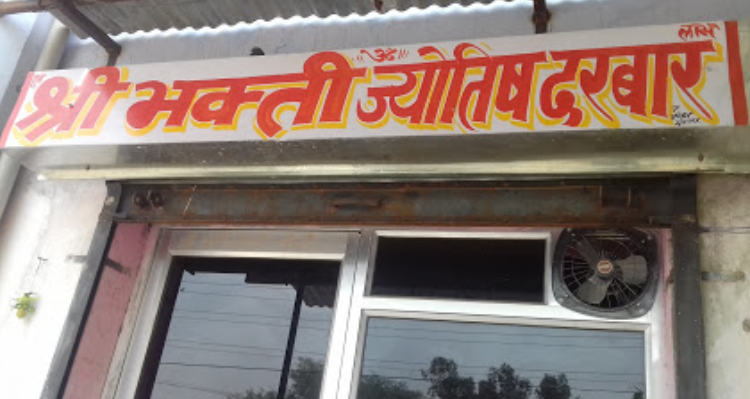 ॐ
श्री भक्ती ज्योतिष दरबार